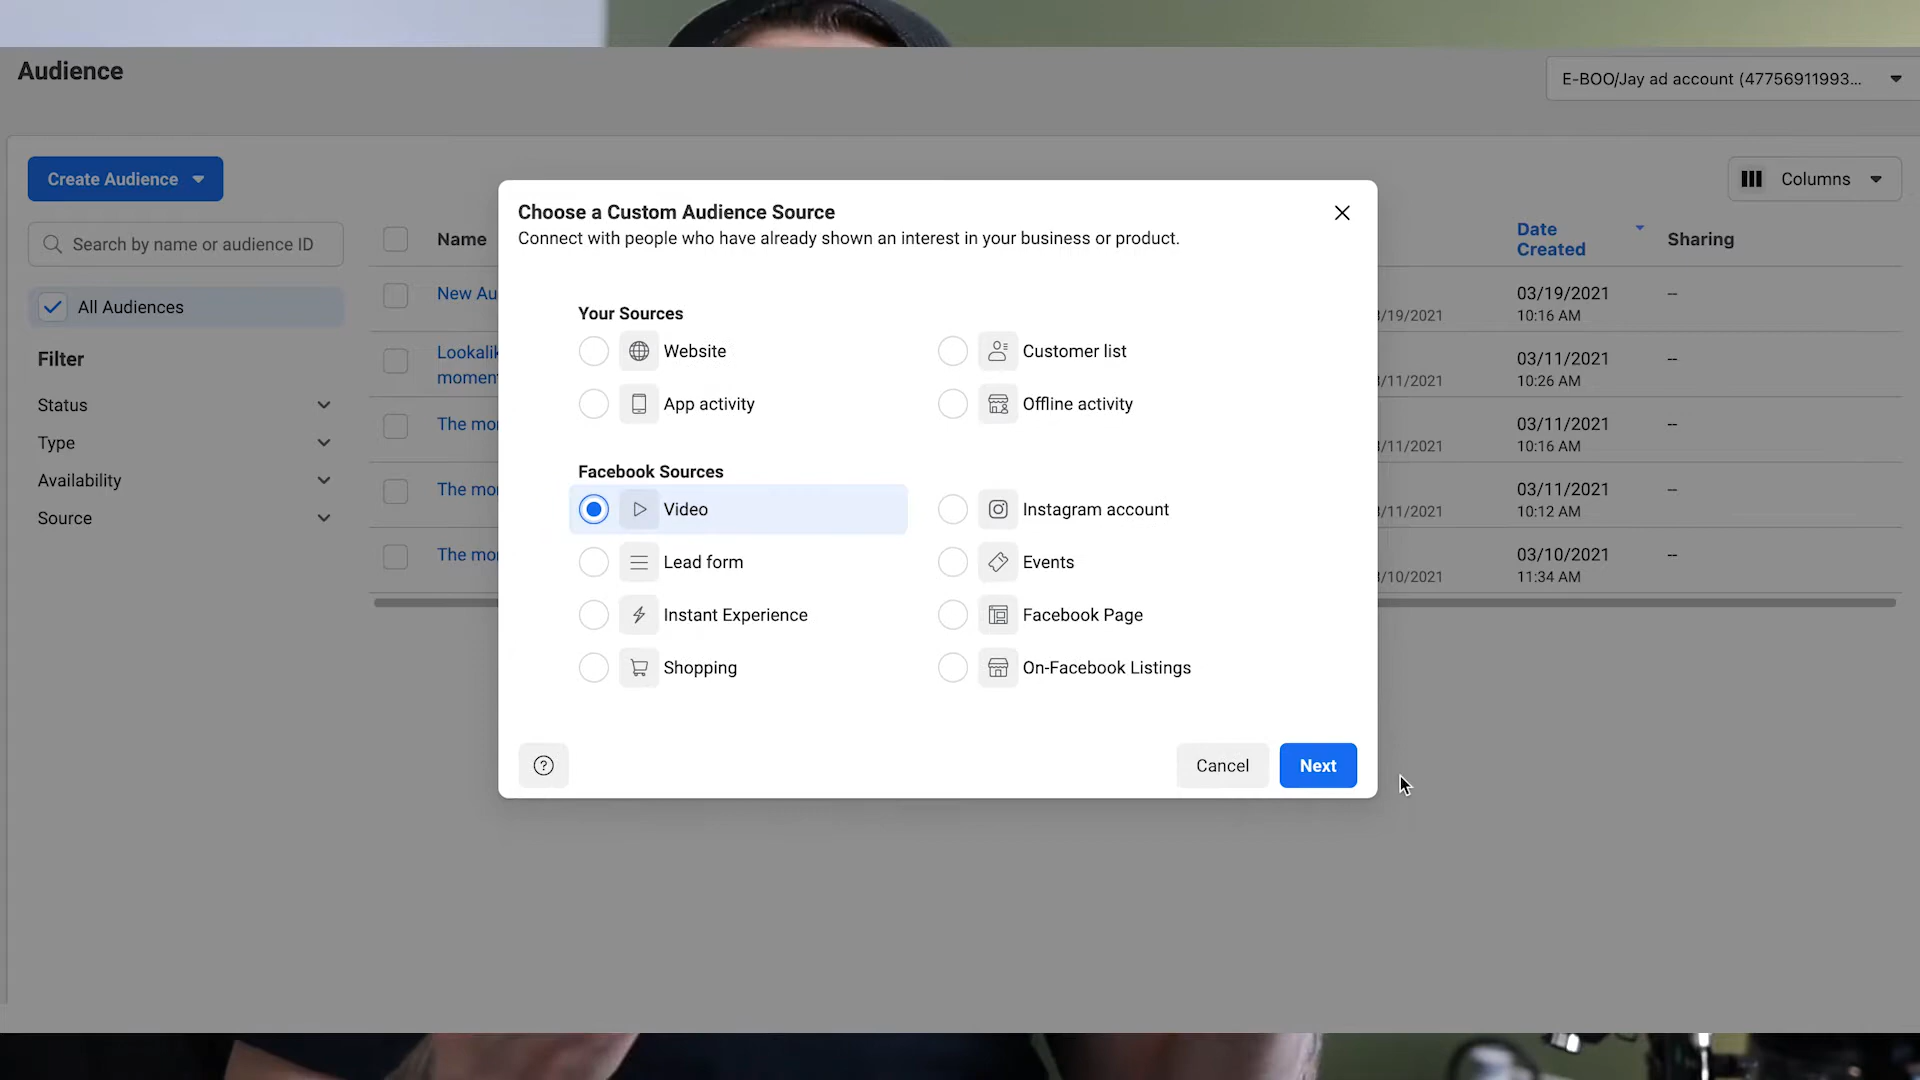 Audience
E-BOO/Jay ad account (47756911993...
Create Audience
Columns
Search by name or audience ID
Name
Date
Created
Sharing
All Audiences
Filter
Status
Type
Availability
Source
New Au
/19/2021
03/19/2021
10:16 AM
--
Lookalik
momen
/11/2021
03/11/2021
10:26 AM
--
The mo
/11/2021
03/11/2021
10:16 AM
--
The mo
/11/2021
03/11/2021
10:12 AM
--
The mo
/10/2021
03/10/2021
11:34 AM
--
Choose a Custom Audience Source
Connect with people who have already shown an interest in your business or product.
Your Sources
Website
Customer list
App activity
Offline activity
Facebook Sources
Video
Instagram account
Lead form
Events
Instant Experience
Facebook Page
Shopping
On-Facebook Listings
?
Cancel
Next